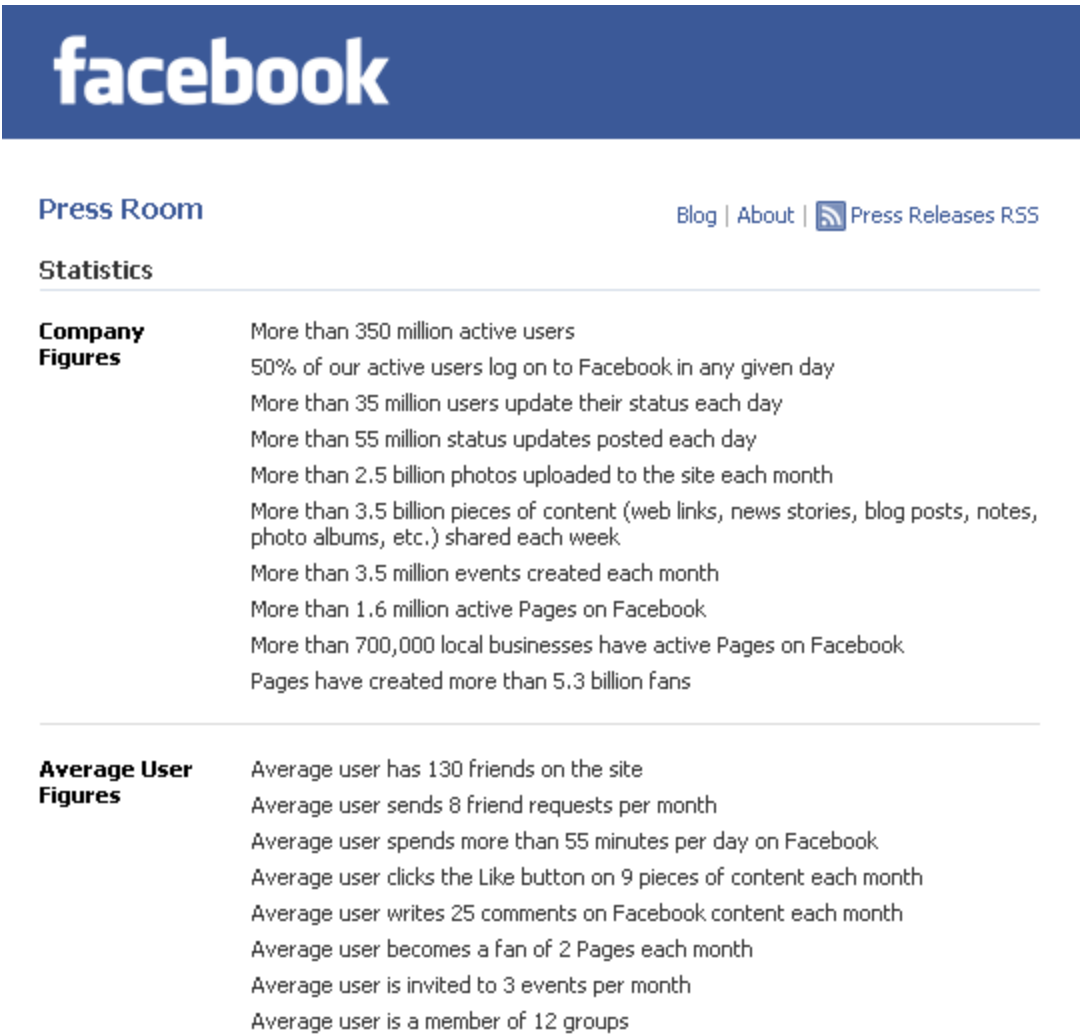 facebook
Press Room
Blog | About | Press Releases RSS
Statistics
Company
Figures
More than 350 million active users
50% of our active users log on to Facebook in any given day
More than 35 million users update their status each day
More than 55 million status updates posted each day
More than 2.5 billion photos uploaded to the site each month
More than 3.5 billion pieces of content (web links, news stories, blog posts, notes,
photo albums, etc.) shared each week
More than 3.5 million events created each month
More than 1.6 million active Pages on Facebook
More than 700,000 local businesses have active Pages on Facebook
Pages have created more than 5.3 billion fans
Average User
Figures
Average user has 130 friends on the site
Average user sends 8 friend requests per month
Average user spends more than 55 minutes per day on Facebook
Average user clicks the Like button on 9 pieces of content each month
Average user writes 25 comments on Facebook content each month
Average user becomes a fan of 2 Pages each month
Average user is invited to 3 events per month
Average user is a member of 12 groups